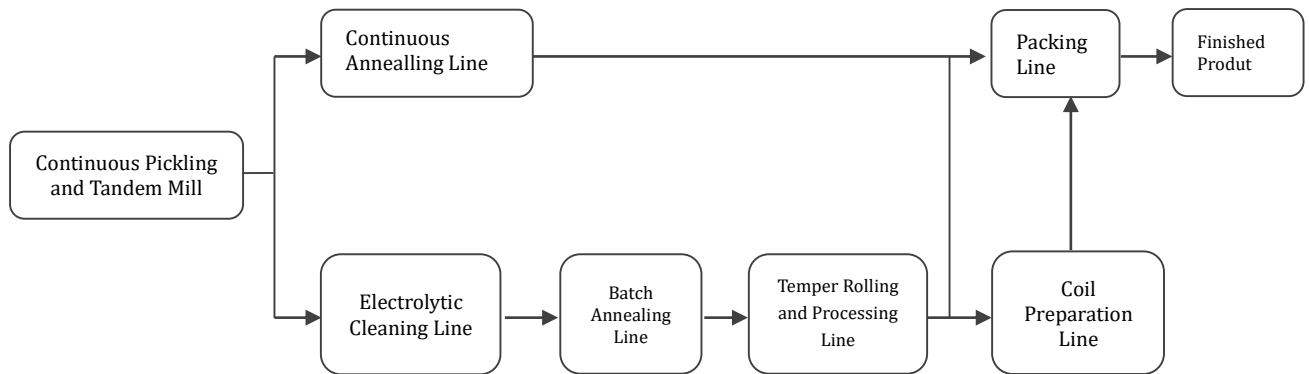 Continuous
Annealling Line
Packing
Line
Finished
Produt
Continuous Pickling
and Tandem Mill
Electrolytic
Cleaning Line
Batch
Annealing
Line
Temper Rolling
and Processing
Line
Coil
Preparation
Line